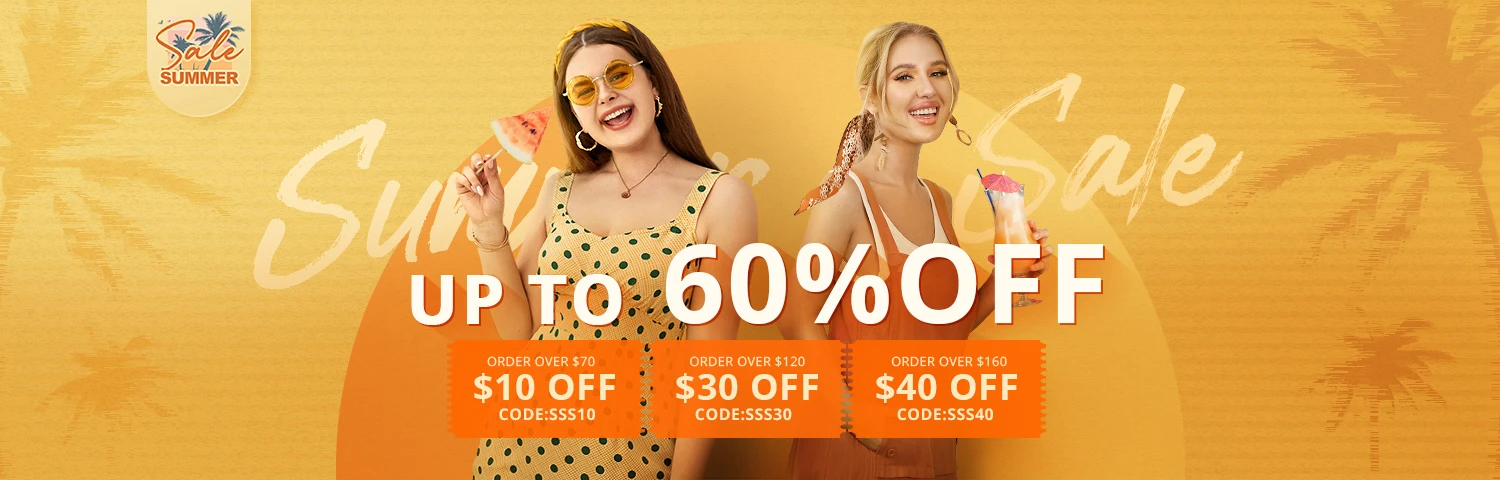 Sale
SUMMER
Summer Sale
UP TO 60%OFF
ORDER OVER $70
$10 OFF
CODE:SSS10
ORDER OVER $120
$30 OFF
CODE:SSS30
ORDER OVER $160
$40 OFF
CODE:SSS40